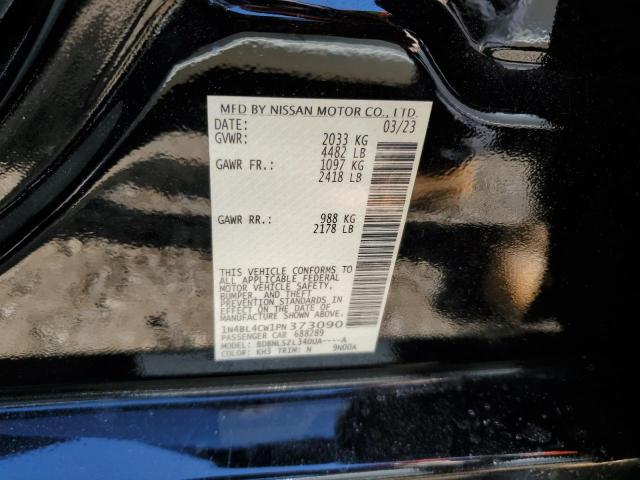 MFD BY NISSAN MOTOR CO., LTD.
DATE: 03/23
GVWR: 2033 KG
4482 LB
GAWR FR.: 1097 KG
2418 LB
GAWR RR.: 988 KG
2178 LB
THIS VEHICLE CONFORMS TO
ALL APPLICABLE FEDERAL
MOTOR VEHICLE SAFETY,
BUMPER, AND THEFT
PREVENTION STANDARDS
IN EFFECT ON THE DATE OF
MANUFACTURE SHOWN ABOVE.
1N4BL4CW1PN373090
PASSENGER CAR 688289
MODEL: BDBNLSZL34DUA----A
COLOR: KH3 TRIM: N 9N00A